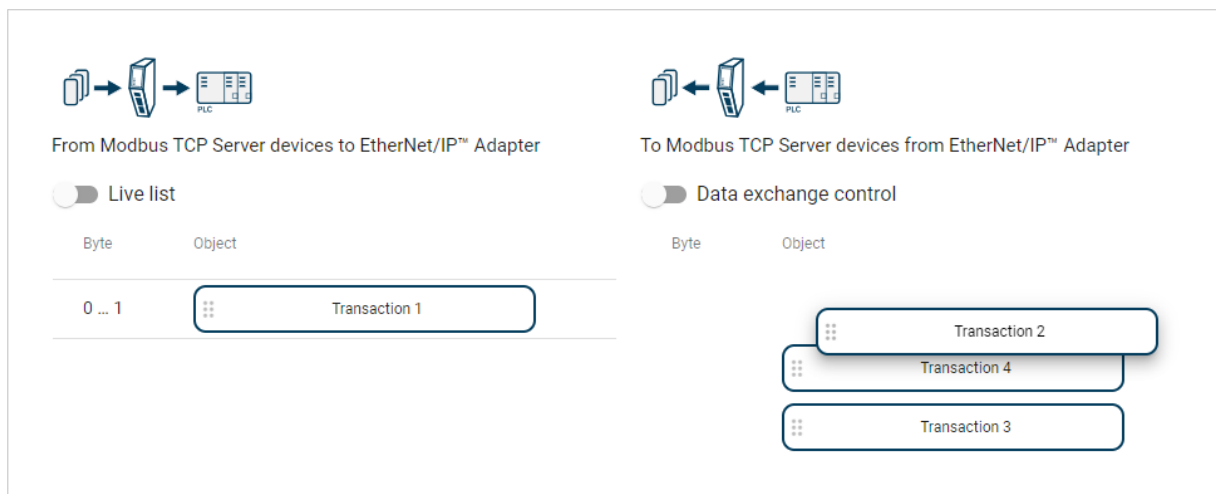 PLC
From Modbus TCP Server devices to EtherNet/IP™ Adapter
Live list
Byte Object
0 ... 1 Transaction 1
PLC
To Modbus TCP Server devices from EtherNet/IP™ Adapter
Data exchange control
Byte Object
Transaction 2
Transaction 4
Transaction 3